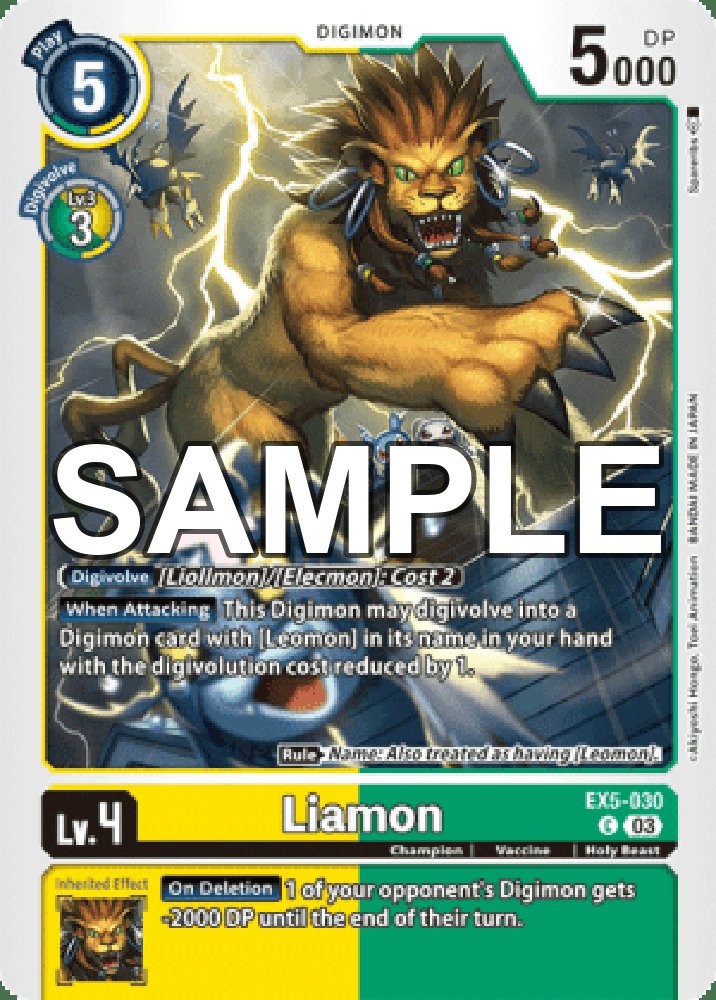 DIGIMON
Play
5
DP
5000
Digivolve
Lv.3
3
Spareribs
SAMPLE
Digivolve [Liollmon]/[Elecmon]: Cost 2
When Attacking This Digimon may digivolve into a
Digimon card with [Leomon] in its name in your hand
with the digivolution cost reduced by 1.
Rule Name: Also treated as having [Leomon].
©Akiyoshi Hongo, Toei Animation BANDAI MADE IN JAPAN
Lv.4
Liamon
EX5-030
C 03
Champion | Vaccine | Holy Beast
Inherited Effect
On Deletion 1 of your opponent's Digimon gets
-2000 DP until the end of their turn.